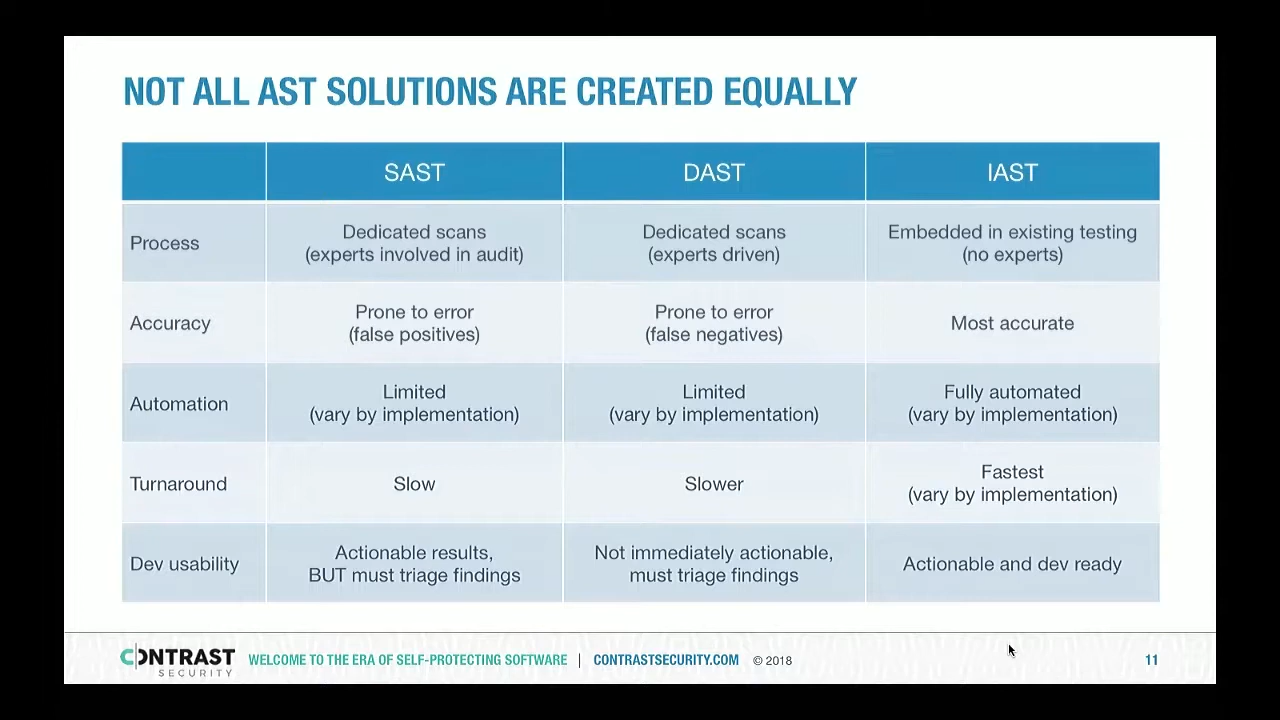 NOT ALL AST SOLUTIONS ARE CREATED EQUALLY
SAST DAST IAST
Process
Dedicated scans
(experts involved in audit)
Dedicated scans
(experts driven)
Embedded in existing testing
(no experts)
Accuracy
Prone to error
(false positives)
Prone to error
(false negatives)
Most accurate
Automation
Limited
(vary by implementation)
Limited
(vary by implementation)
Fully automated
(vary by implementation)
Turnaround
Slow
Slower
Fastest
(vary by implementation)
Dev usability
Actionable results,
BUT must triage findings
Not immediately actionable,
must triage findings
Actionable and dev ready
CONTRAST
SECURITY
WELCOME TO THE ERA OF SELF-PROTECTING SOFTWARE | CONTRASTSECURITY.COM © 2018
11